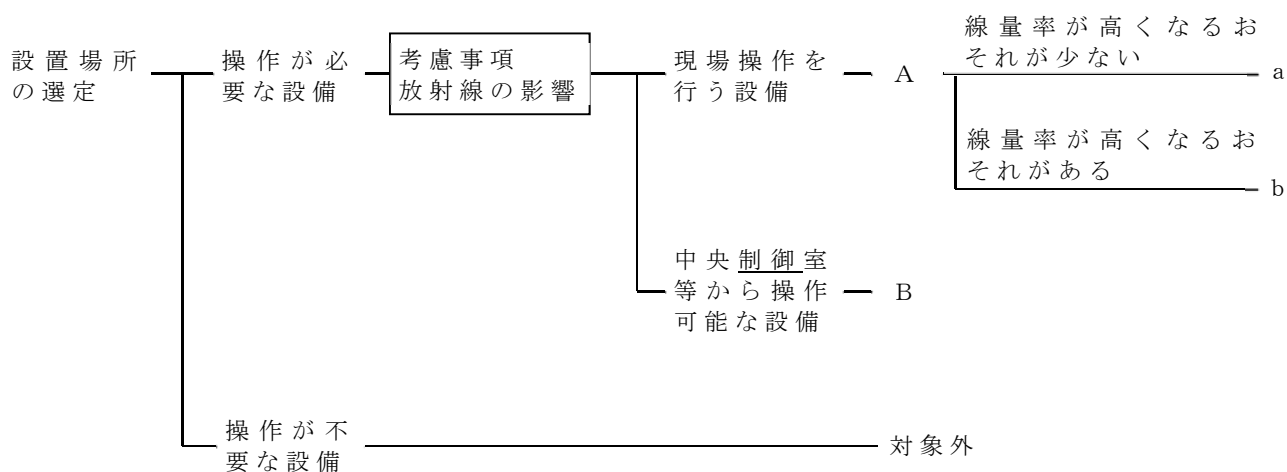 設置場所
の選定
操作が必
要な設備
考慮事項
放射線の影響
現場操作を
行う設備
A
線量率が高くなるお
それが少ない
a
線量率が高くなるお
それがある
b
中央制御室
等から操作
可能な設備
B
操作が不
要な設備
対象外